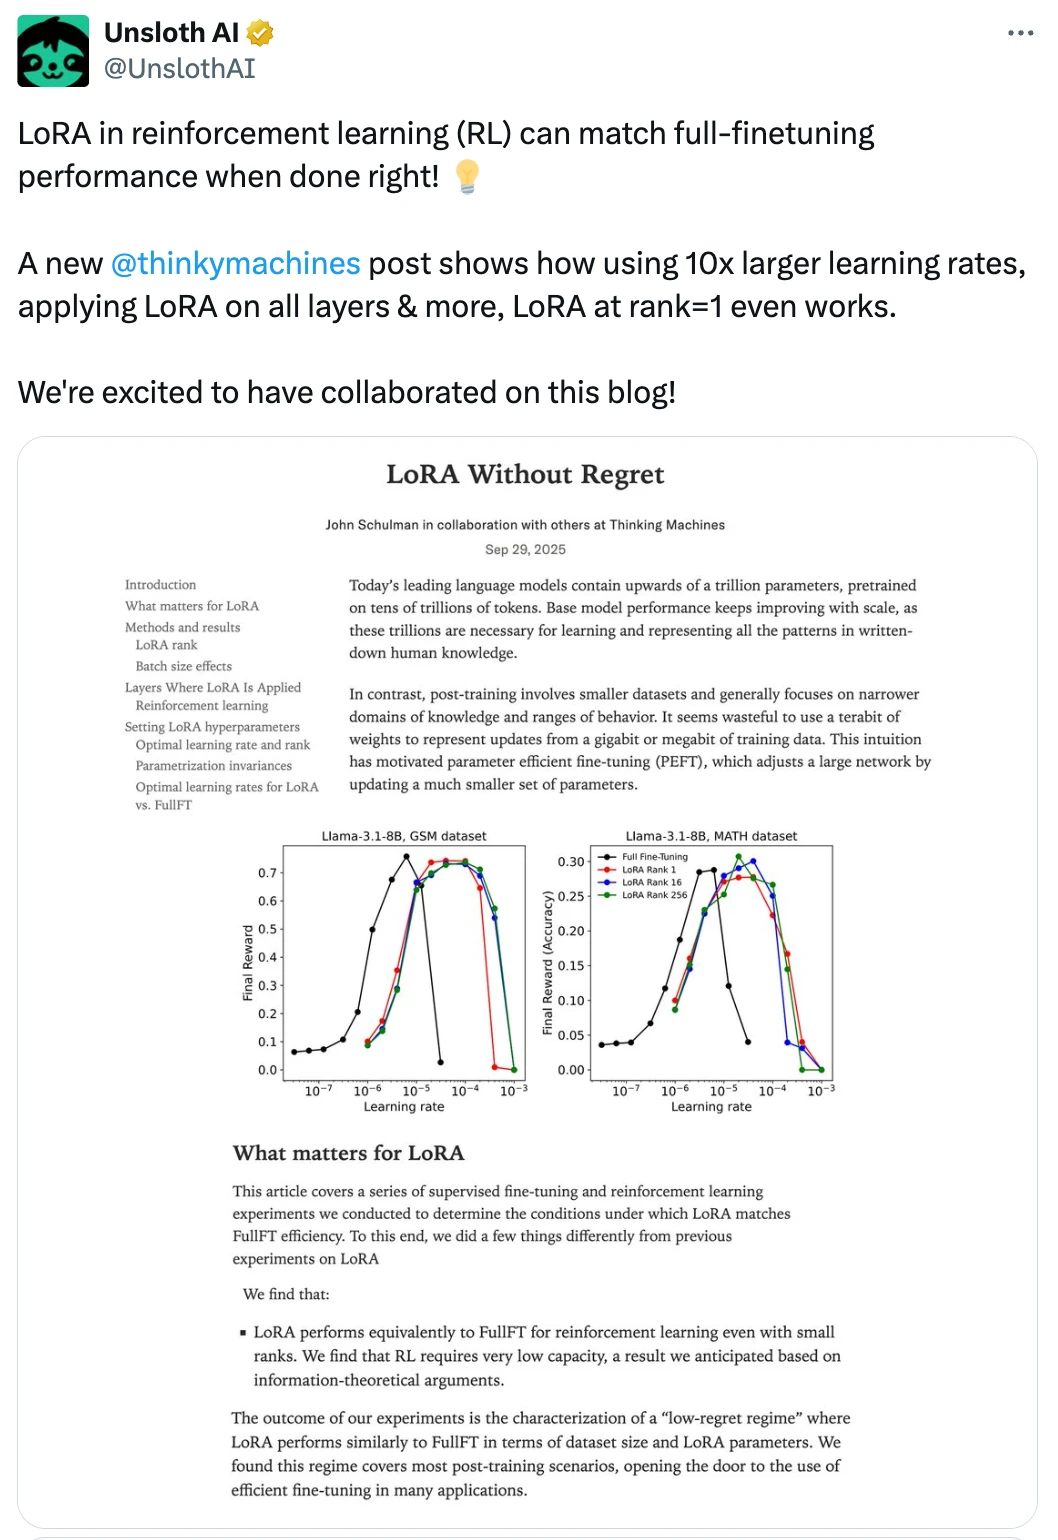 Unsloth AI
@UnslothAI
LoRA in reinforcement learning (RL) can match full-finetuning
performance when done right! 💡
A new @thinkymachines post shows how using 10x larger learning rates,
applying LoRA on all layers & more, LoRA at rank=1 even works.
We're excited to have collaborated on this blog!
LoRA Without Regret
John Schulman in collaboration with others at Thinking Machines
Sep 29, 2025
Introduction
What matters for LoRA
Methods and results
LoRA rank
Batch size effects
Layers Where LoRA Is Applied
Reinforcement learning
Setting LoRA hyperparameters
Optimal learning rate and rank
Parametrization invariances
Optimal learning rates for LoRA
vs. FullFT
Today’s leading language models contain upwards of a trillion parameters, pretrained
on tens of trillions of tokens. Base model performance keeps improving with scale, as
these trillions are necessary for learning and representing all the patterns in written-
down human knowledge.
In contrast, post-training involves smaller datasets and generally focuses on narrower
domains of knowledge and ranges of behavior. It seems wasteful to use a terabit of
weights to represent updates from a gigabit or megabit of training data. This intuition
has motivated parameter efficient fine-tuning (PEFT), which adjusts a large network by
updating a much smaller set of parameters.
Llama-3.1-8B, GSM dataset
Final Reward
0.7
0.6
0.5
0.4
0.3
0.2
0.1
0.0
10⁻⁷ 10⁻⁶ 10⁻⁵ 10⁻⁴ 10⁻³
Learning rate
Llama-3.1-8B, MATH dataset
Full Fine-Tuning
LoRA Rank 1
LoRA Rank 16
LoRA Rank 256
Final Reward (Accuracy)
0.30
0.25
0.20
0.15
0.10
0.05
0.00
10⁻⁷ 10⁻⁶ 10⁻⁵ 10⁻⁴ 10⁻³
Learning rate
What matters for LoRA
This article covers a series of supervised fine-tuning and reinforcement learning
experiments we conducted to determine the conditions under which LoRA matches
FullFT efficiency. To this end, we did a few things differently from previous
experiments on LoRA
We find that:
▪ LoRA performs equivalently to FullFT for reinforcement learning even with small
ranks. We find that RL requires very low capacity, a result we anticipated based on
information-theoretical arguments.
The outcome of our experiments is the characterization of a “low-regret regime” where
LoRA performs similarly to FullFT in terms of dataset size and LoRA parameters. We
found this regime covers most post-training scenarios, opening the door to the use of
efficient fine-tuning in many applications.